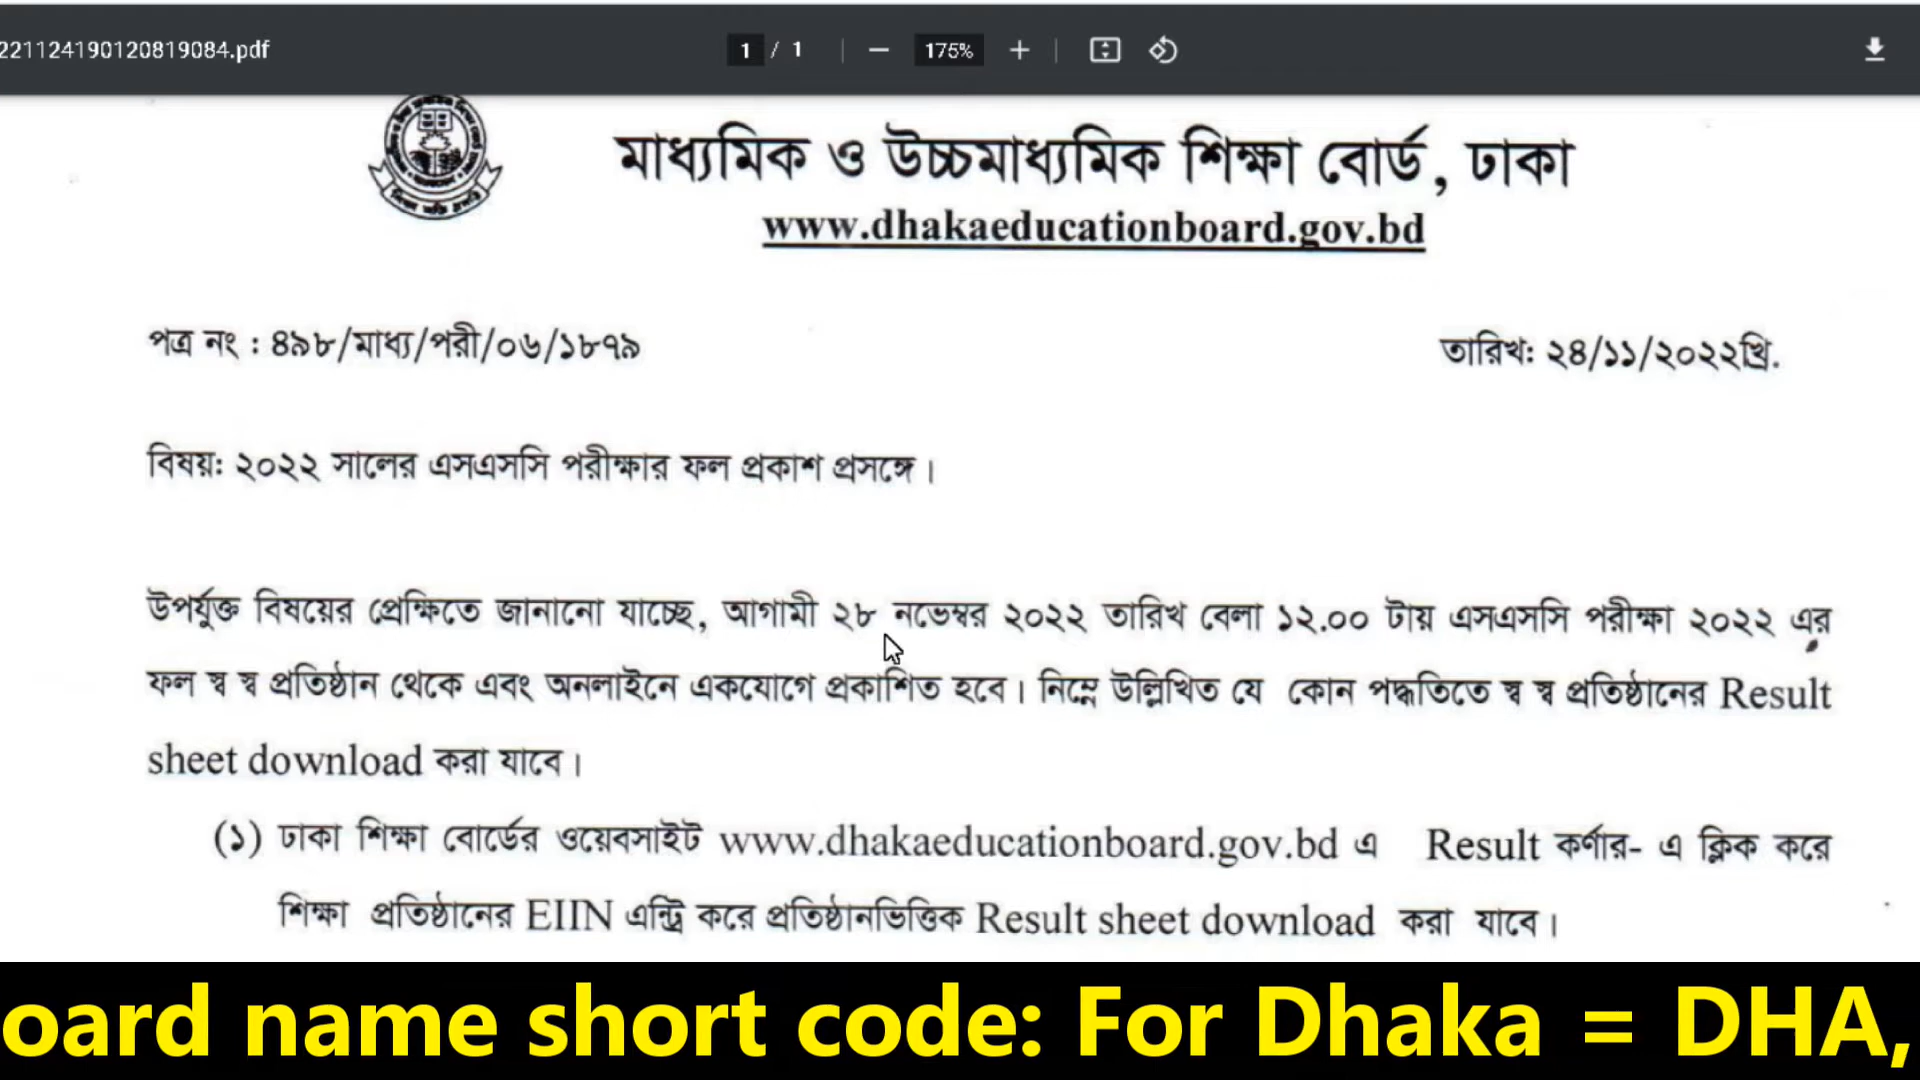 221124190120819084.pdf
1 / 1
175%
মাধ্যমিক ও উচ্চমাধ্যমিক শিক্ষা বোর্ড, ঢাকা
www.dhakaeducationboard.gov.bd
পত্র নং : ৪৯৮/মাধ্য/পরী/০৬/১৮৭৯
তারিখ: ২৪/১১/২০২২খ্রি.
বিষয়: ২০২২ সালের এসএসসি পরীক্ষার ফল প্রকাশ প্রসঙ্গে।
উপর্যুক্ত বিষয়ের প্রেক্ষিতে জানানো যাচ্ছে, আগামী ২৮ নভেম্বর ২০২২ তারিখ বেলা ১২.০০ টায় এসএসসি পরীক্ষা ২০২২ এর
ফল স্ব স্ব প্রতিষ্ঠান থেকে এবং অনলাইনে একযোগে প্রকাশিত হবে। নিম্নে উল্লিখিত যে কোন পদ্ধতিতে স্ব স্ব প্রতিষ্ঠানের Result
sheet download করা যাবে।
(১) ঢাকা শিক্ষা বোর্ডের ওয়েবসাইট www.dhakaeducationboard.gov.bd এ Result কর্ণার- এ ক্লিক করে
শিক্ষা প্রতিষ্ঠানের EIIN এন্ট্রি করে প্রতিষ্ঠানভিত্তিক Result sheet download করা যাবে।
oard name short code: For Dhaka = DHA,